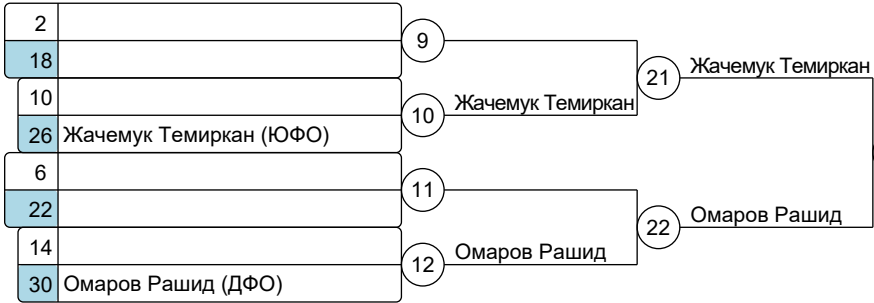 2
9
18
21 Жачемук Темиркан
10
10 Жачемук Темиркан
26 Жачемук Темиркан (ЮФО)
6
11
22
22 Омаров Рашид
14
12 Омаров Рашид
30 Омаров Рашид (ДФО)